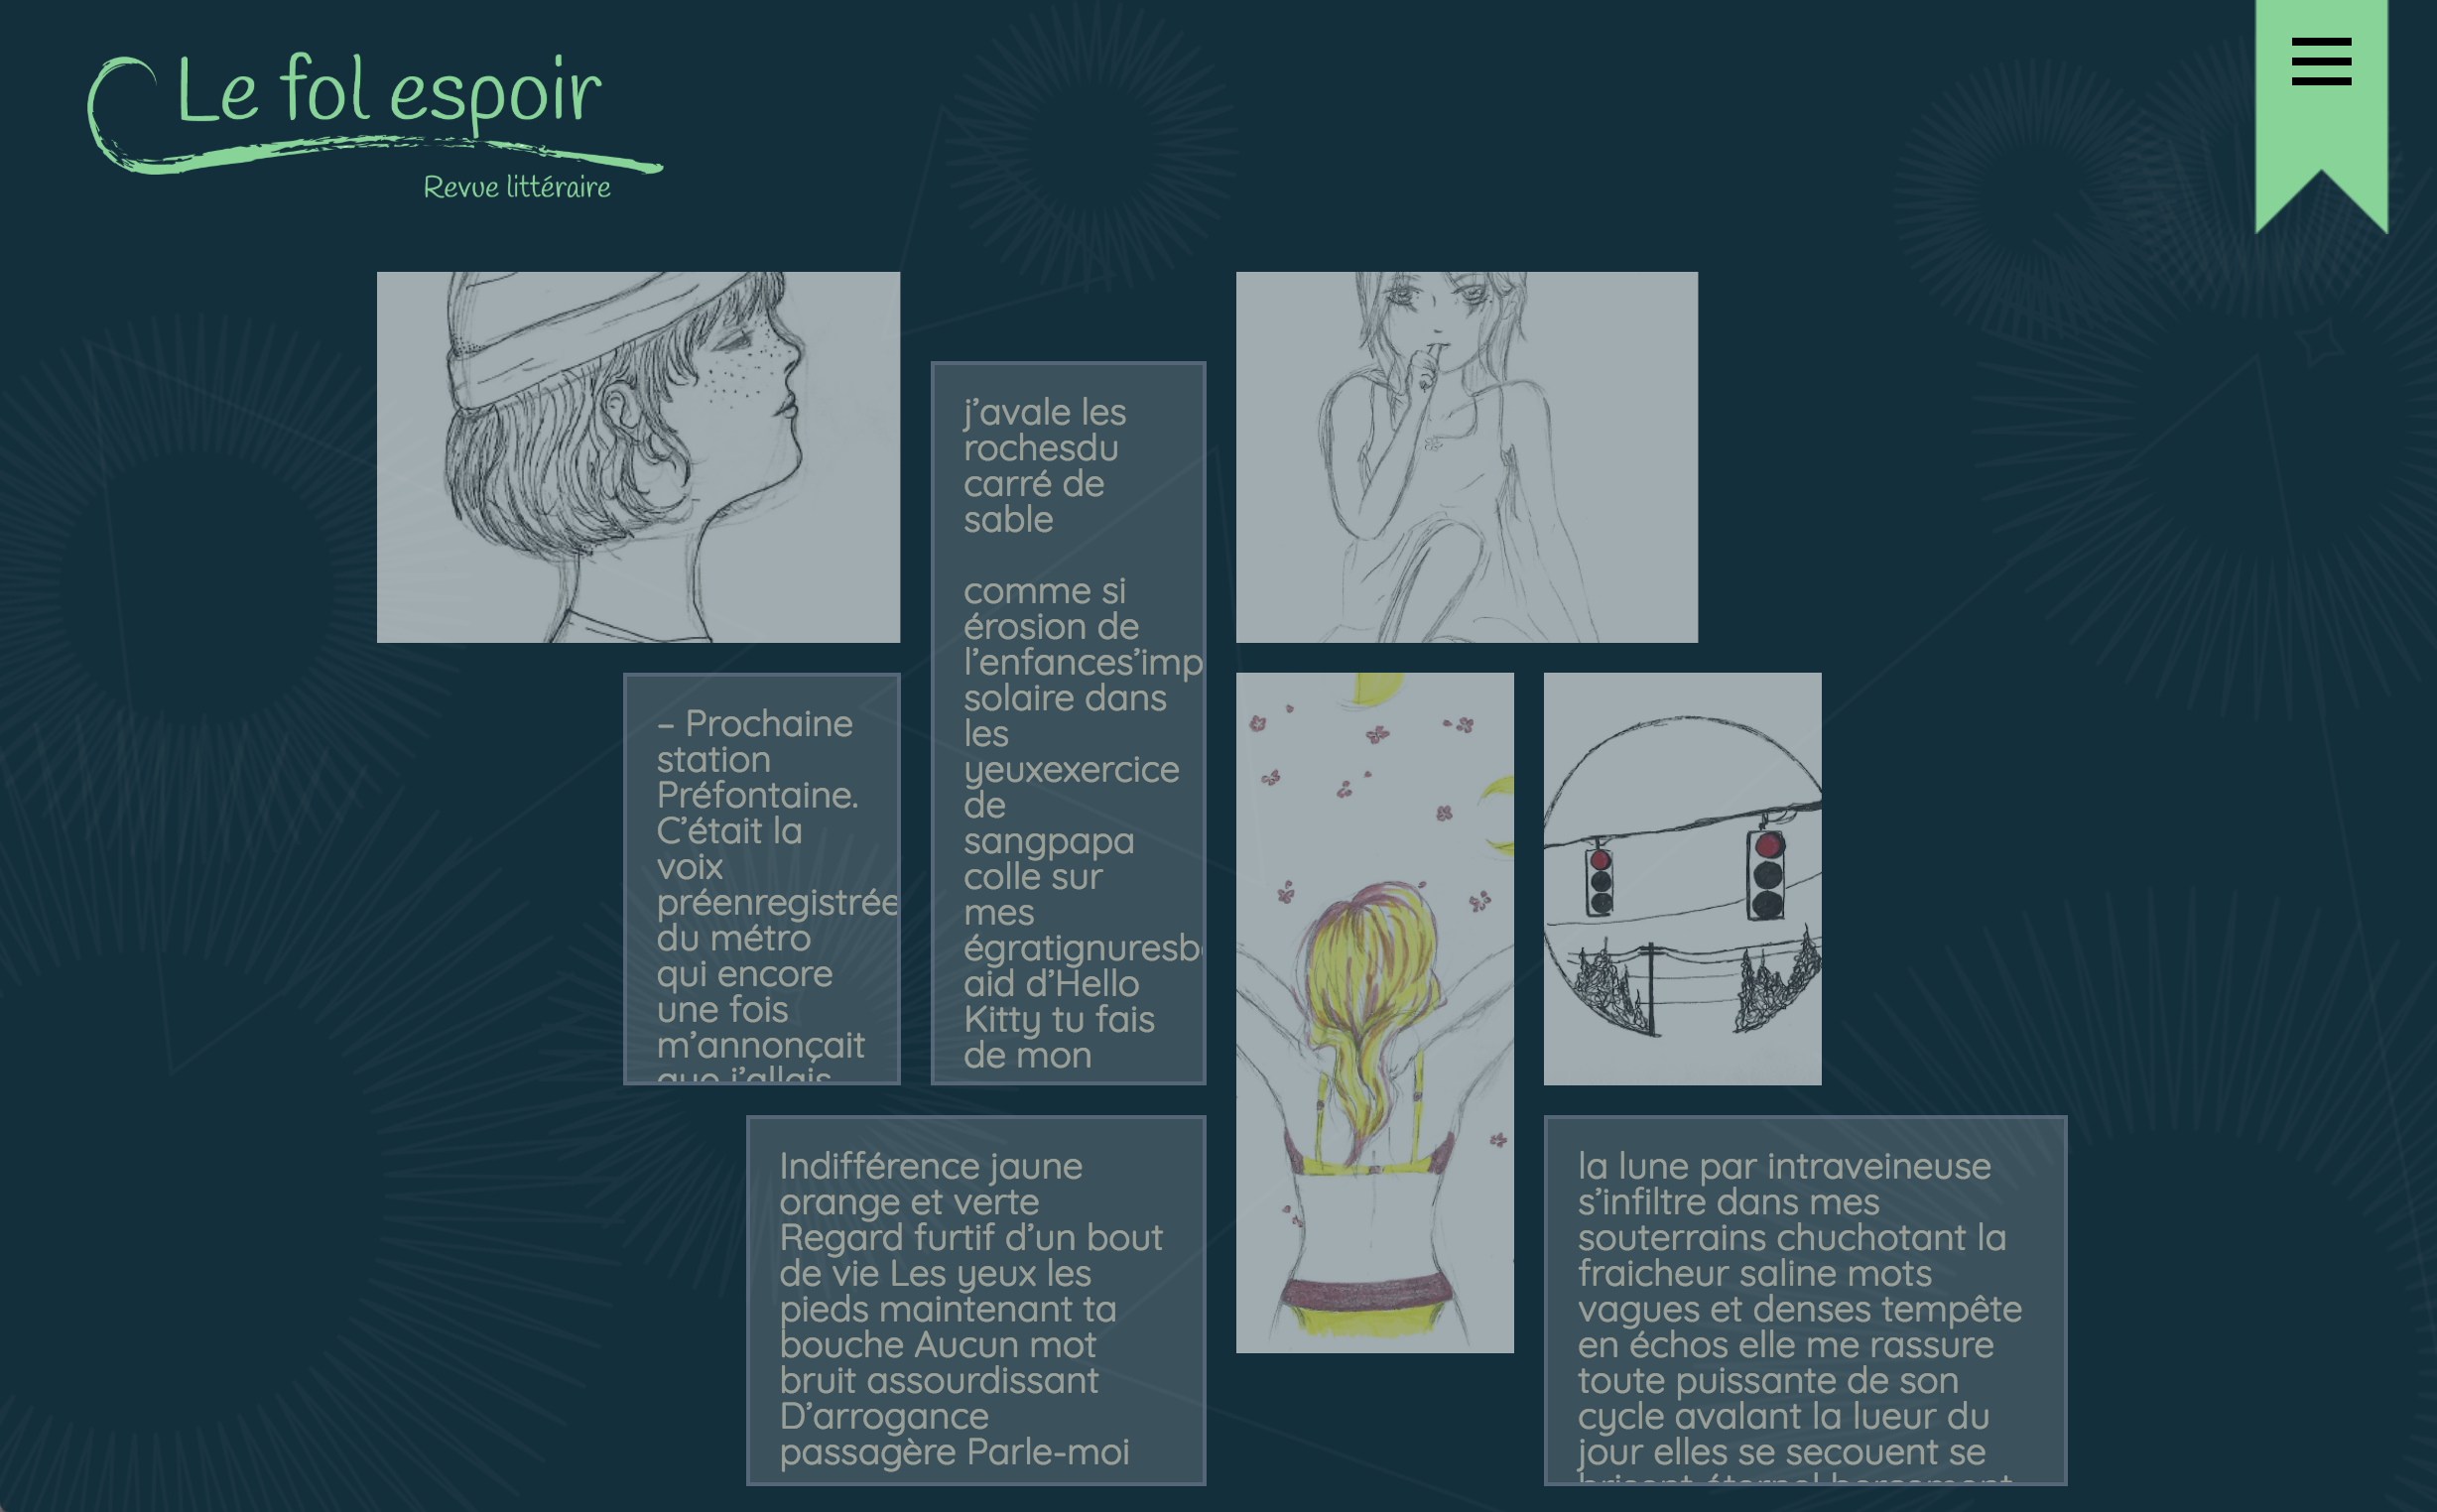 Le fol espoir
Revue littéraire
j’avale les
rochesdu
carré de
sable
comme si
érosion de
l’enfances’imp
solaire dans
les
yeuxexercice
de
sangpapa
colle sur
mes
égratignuresb
aid d’Hello
Kitty tu fais
de mon
– Prochaine
station
Préfontaine.
C’était la
voix
préenregistrée
du métro
qui encore
une fois
m’annonçait
que j’allais
Indifférence jaune
orange et verte
Regard furtif d’un bout
de vie Les yeux les
pieds maintenant ta
bouche Aucun mot
bruit assourdissant
D’arrogance
passagère Parle-moi
la lune par intraveineuse
s’infiltre dans mes
souterrains chuchotant la
fraicheur saline mots
vagues et denses tempête
en échos elle me rassure
toute puissante de son
cycle avalant la lueur du
jour elles se secouent se
brisent éternel bercement